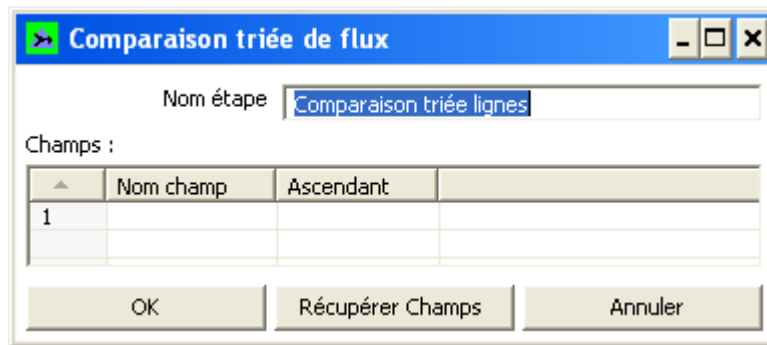 Comparaison triée de flux
Nom étape Comparaison triée lignes
Champs :
Nom champ Ascendant
1
OK Récupérer Champs Annuler